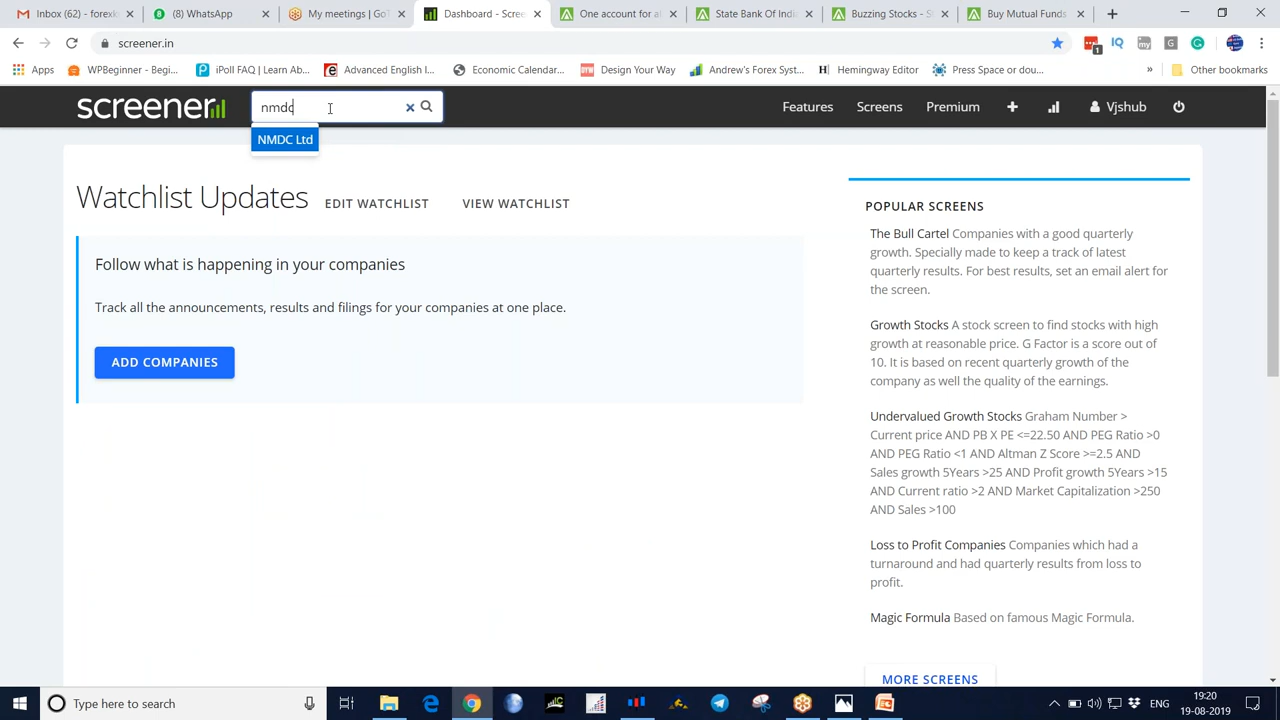 Inbox (62) - forexkr
(8) WhatsApp
My meetings | GoT
Dashboard - Scree
One account for al
State Bank Of India
Buzzing Stocks - St
Buy Mutual Funds
screener.in
1
Apps
WPBeginner - Begi...
iPoll FAQ | Learn Ab...
Advanced English I...
Economic Calendar...
Design Your Way
Andrew's Forex Syst...
Hemingway Editor
Press Space or dou...
Other bookmarks
screener
nmdc
Features
Screens
Premium
Vjshub
NMDC Ltd
Watchlist Updates
EDIT WATCHLIST
VIEW WATCHLIST
Follow what is happening in your companies
Track all the announcements, results and filings for your companies at one place.
ADD COMPANIES
POPULAR SCREENS
The Bull Cartel Companies with a good quarterly
growth. Specially made to keep a track of latest
quarterly results. For best results, set an email alert for
the screen.
Growth Stocks A stock screen to find stocks with high
growth at reasonable price. G Factor is a score out of
10. It is based on recent quarterly growth of the
company as well the quality of the earnings.
Undervalued Growth Stocks Graham Number >
Current price AND PB X PE <=22.50 AND PEG Ratio >0
AND PEG Ratio <1 AND Altman Z Score >=2.5 AND
Sales growth 5Years >25 AND Profit growth 5Years >15
AND Current ratio >2 AND Market Capitalization >250
AND Sales >100
Loss to Profit Companies Companies which had a
turnaround and had quarterly results from loss to
profit.
Magic Formula Based on famous Magic Formula.
MORE SCREENS
Type here to search
ENG
19:20
19-08-2019